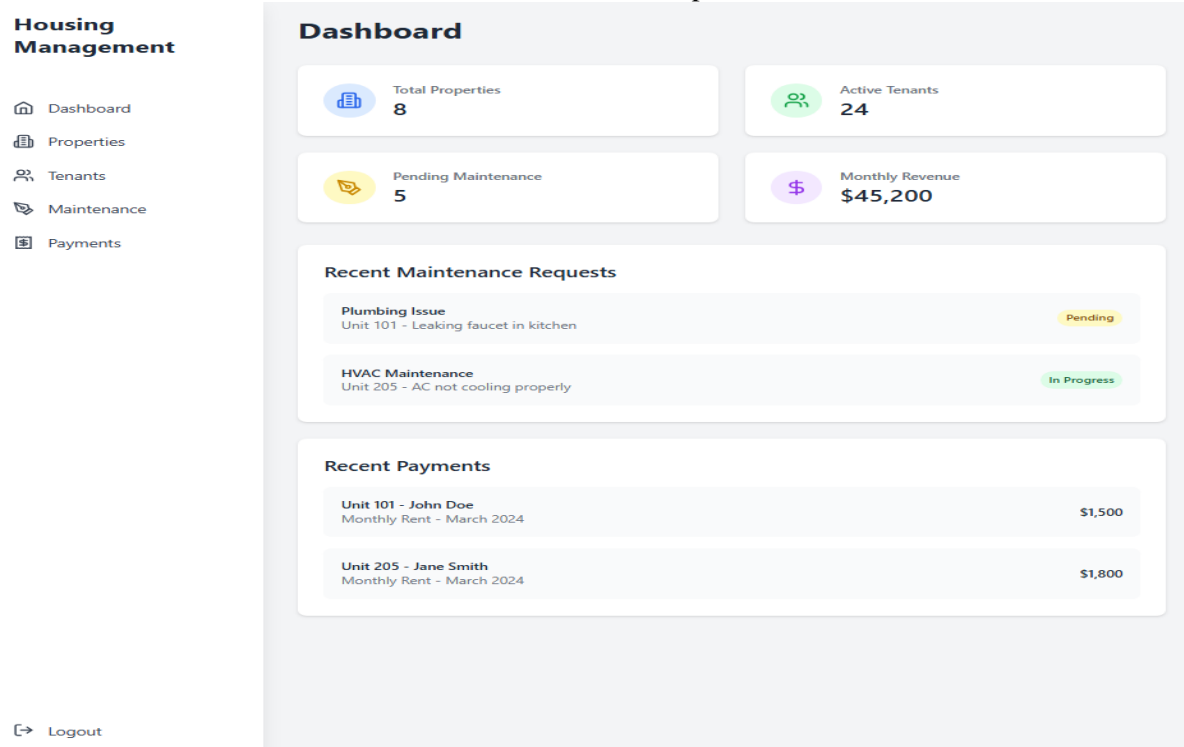 Housing
Management
Dashboard
Properties
Tenants
Maintenance
Payments
Logout
Dashboard
Total Properties
8
Active Tenants
24
Pending Maintenance
5
Monthly Revenue
$45,200
Recent Maintenance Requests
Plumbing Issue
Unit 101 - Leaking faucet in kitchen
Pending
HVAC Maintenance
Unit 205 - AC not cooling properly
In Progress
Recent Payments
Unit 101 - John Doe
Monthly Rent - March 2024
$1,500
Unit 205 - Jane Smith
Monthly Rent - March 2024
$1,800